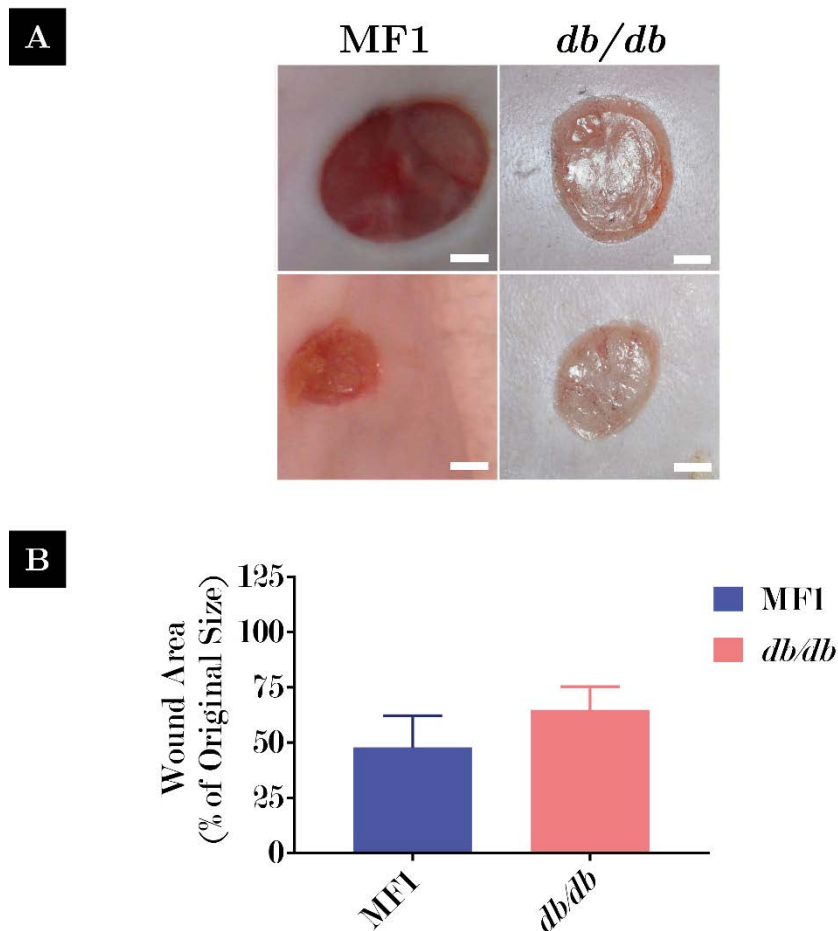 A
MF1 db/db
B
Wound Area
(% of Original Size)
125
100
75
50
25
0
MF1
db/db
MF1
db/db